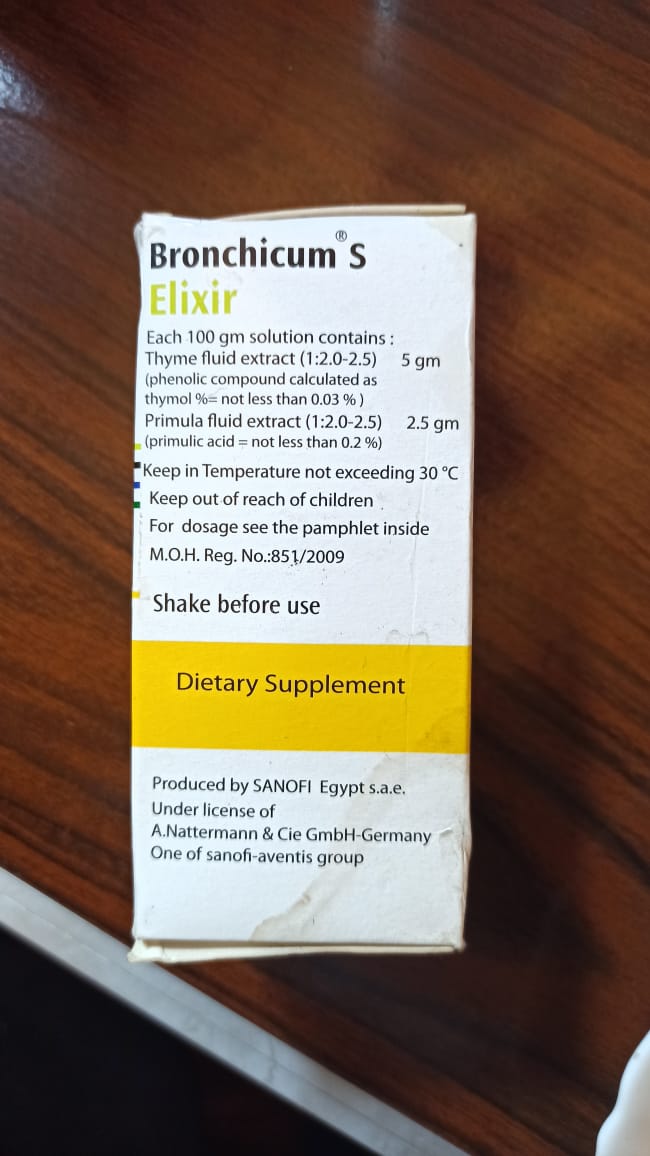 Bronchicum® S
Elixir
Each 100 gm solution contains :
Thyme fluid extract (1:2.0-2.5) 5 gm
(phenolic compound calculated as
thymol %= not less than 0.03 % )
Primula fluid extract (1:2.0-2.5) 2.5 gm
(primulic acid = not less than 0.2 %)
Keep in Temperature not exceeding 30 °C
Keep out of reach of children
For dosage see the pamphlet inside
M.O.H. Reg. No.:851/2009
Shake before use
Dietary Supplement
Produced by SANOFI Egypt s.a.e.
Under license of
A.Nattermann & Cie GmbH-Germany
One of sanofi-aventis group